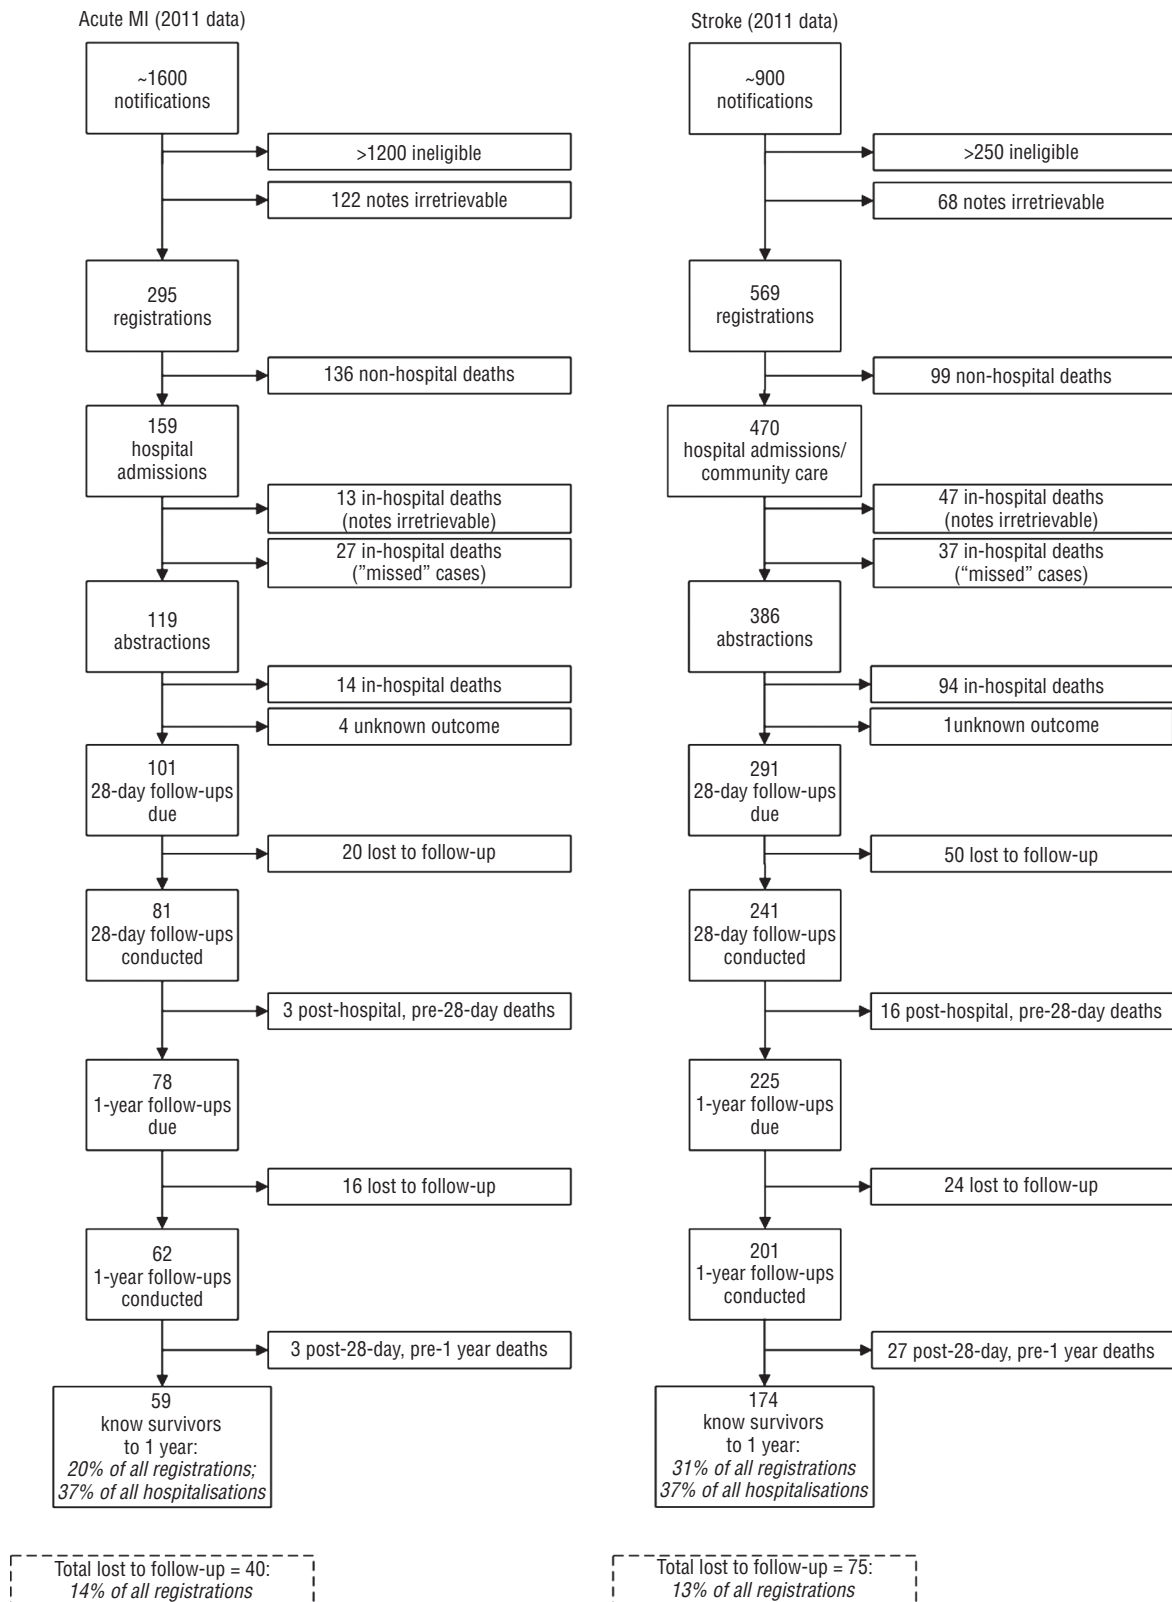 Acute MI (2011 data)
~1600
notifications
>1200 ineligible
122 notes irretrievable
295
registrations
136 non-hospital deaths
159
hospital
admissions
13 in-hospital deaths
(notes irretrievable)
27 in-hospital deaths
("missed" cases)
119
abstractions
14 in-hospital deaths
4 unknown outcome
101
28-day follow-ups
due
20 lost to follow-up
81
28-day follow-ups
conducted
3 post-hospital, pre-28-day deaths
78
1-year follow-ups
due
16 lost to follow-up
62
1-year follow-ups
conducted
3 post-28-day, pre-1 year deaths
59
know survivors
to 1 year:
20% of all registrations;
37% of all hospitalisations
Total lost to follow-up = 40:
14% of all registrations
Stroke (2011 data)
~900
notifications
>250 ineligible
68 notes irretrievable
569
registrations
99 non-hospital deaths
470
hospital admissions/
community care
47 in-hospital deaths
(notes irretrievable)
37 in-hospital deaths
(“missed” cases)
386
abstractions
94 in-hospital deaths
1unknown outcome
291
28-day follow-ups
due
50 lost to follow-up
241
28-day follow-ups
conducted
16 post-hospital, pre-28-day deaths
225
1-year follow-ups
due
24 lost to follow-up
201
1-year follow-ups
conducted
27 post-28-day, pre-1 year deaths
174
know survivors
to 1 year:
31% of all registrations
37% of all hospitalisations
Total lost to follow-up = 75:
13% of all registrations